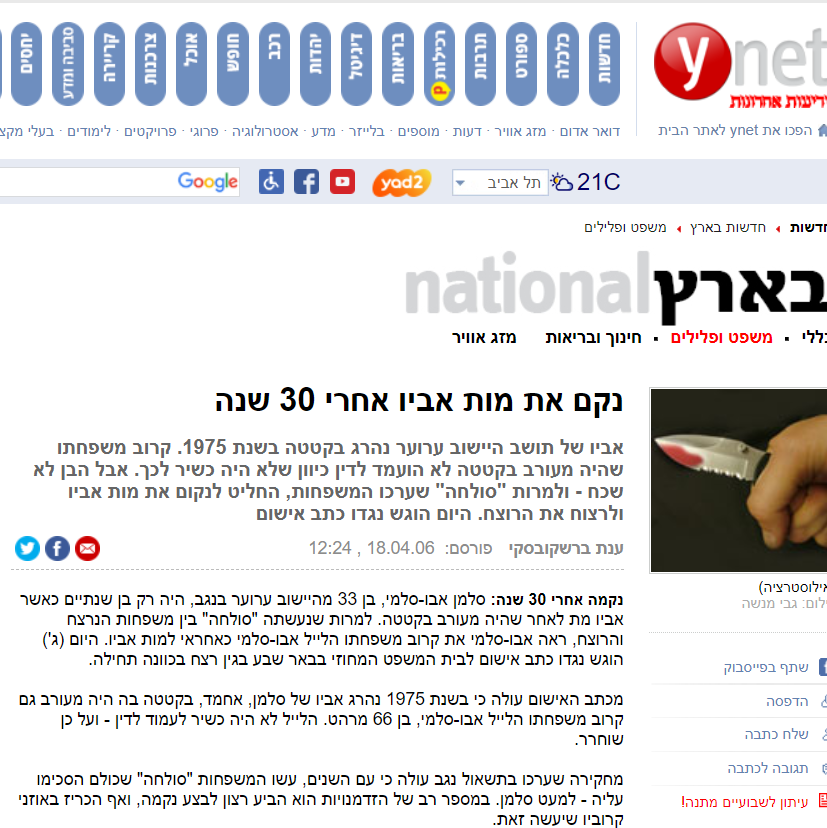 ynet
ידיעות אחרונות
חדשות
כלכלה
ספורט
תרבות
רכילות
בריאות
דיגיטל
יהדות
רכב
חופש
אוכל
צרכנות
קריירה
סביבה ומדע
יחסים
הפכו את ynet לאתר הבית
דואר אדום · מזג אוויר · דעות · מוספים · בלייזר · מדע · אסטרולוגיה · פרוגי · פרויקטים · לימודים · בעלי מקצ
21C תל אביב yad2 Google
חדשות חדשות בארץ משפט ופלילים
בארץ national
כללי ▪ משפט ופלילים ▪ חינוך ובריאות מזג אוויר
נקם את מות אביו אחרי 30 שנה
אביו של תושב היישוב ערוער נהרג בקטטה בשנת 1975. קרוב משפחתו
שהיה מעורב בקטטה לא הועמד לדין כיוון שלא היה כשיר לכך. אבל הבן לא
שכח - ולמרות "סולחה" שערכו המשפחות, החליט לנקום את מות אביו
ולרצוח את הרוצח. היום הוגש נגדו כתב אישום
ענת ברשקובסקי פורסם: 18.04.06 , 12:24
נקמה אחרי 30 שנה: סלמן אבו-סלמי, בן 33 מהיישוב ערוער בנגב, היה רק בן שנתיים כאשר
אביו מת לאחר שהיה מעורב בקטטה. למרות שנעשתה "סולחה" בין משפחות הנרצח
והרוצח, ראה אבו-סלמי את קרוב משפחתו הלייל אבו-סלמי כאחראי למות אביו. היום (ג')
הוגש נגדו כתב אישום לבית המשפט המחוזי בבאר שבע בגין רצח בכוונה תחילה.
מכתב האישום עולה כי בשנת 1975 נהרג אביו של סלמן, אחמד, בקטטה בה היה מעורב גם
קרוב משפחתו הלייל אבו-סלמי, בן 66 מרהט. הלייל לא היה כשיר לעמוד לדין - ועל כן
שוחרר.
מחקירה שערכו בתשאול נגב עולה כי עם השנים, עשו המשפחות "סולחה" שכולם הסכימו
עליה - למעט סלמן. במספר רב של הזדמנויות הוא הביע רצון לבצע נקמה, ואף הכריז באוזני
קרוביו שיעשה זאת.
אילוסטרציה)
לום: גבי מנשה
שתף בפייסבוק
הדפסה
שלח כתבה
תגובה לכתבה
עיתון לשבועיים מתנה!